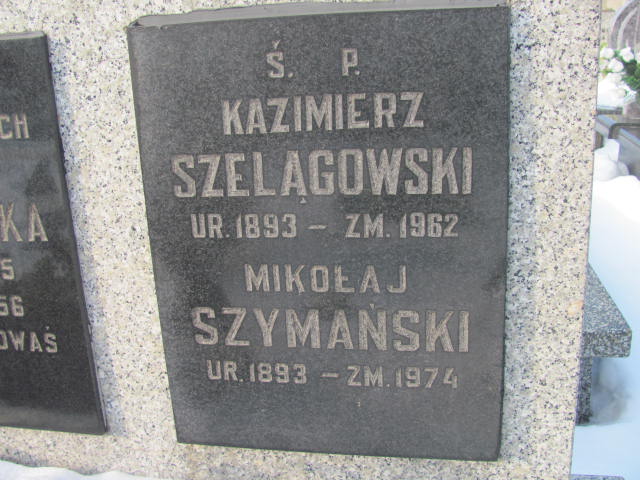 Ś. P.
KAZIMIERZ
SZELĄGOWSKI
UR. 1893 – ZM. 1962
MIKOŁAJ
SZYMAŃSKI
UR. 1893 – ZM. 1974